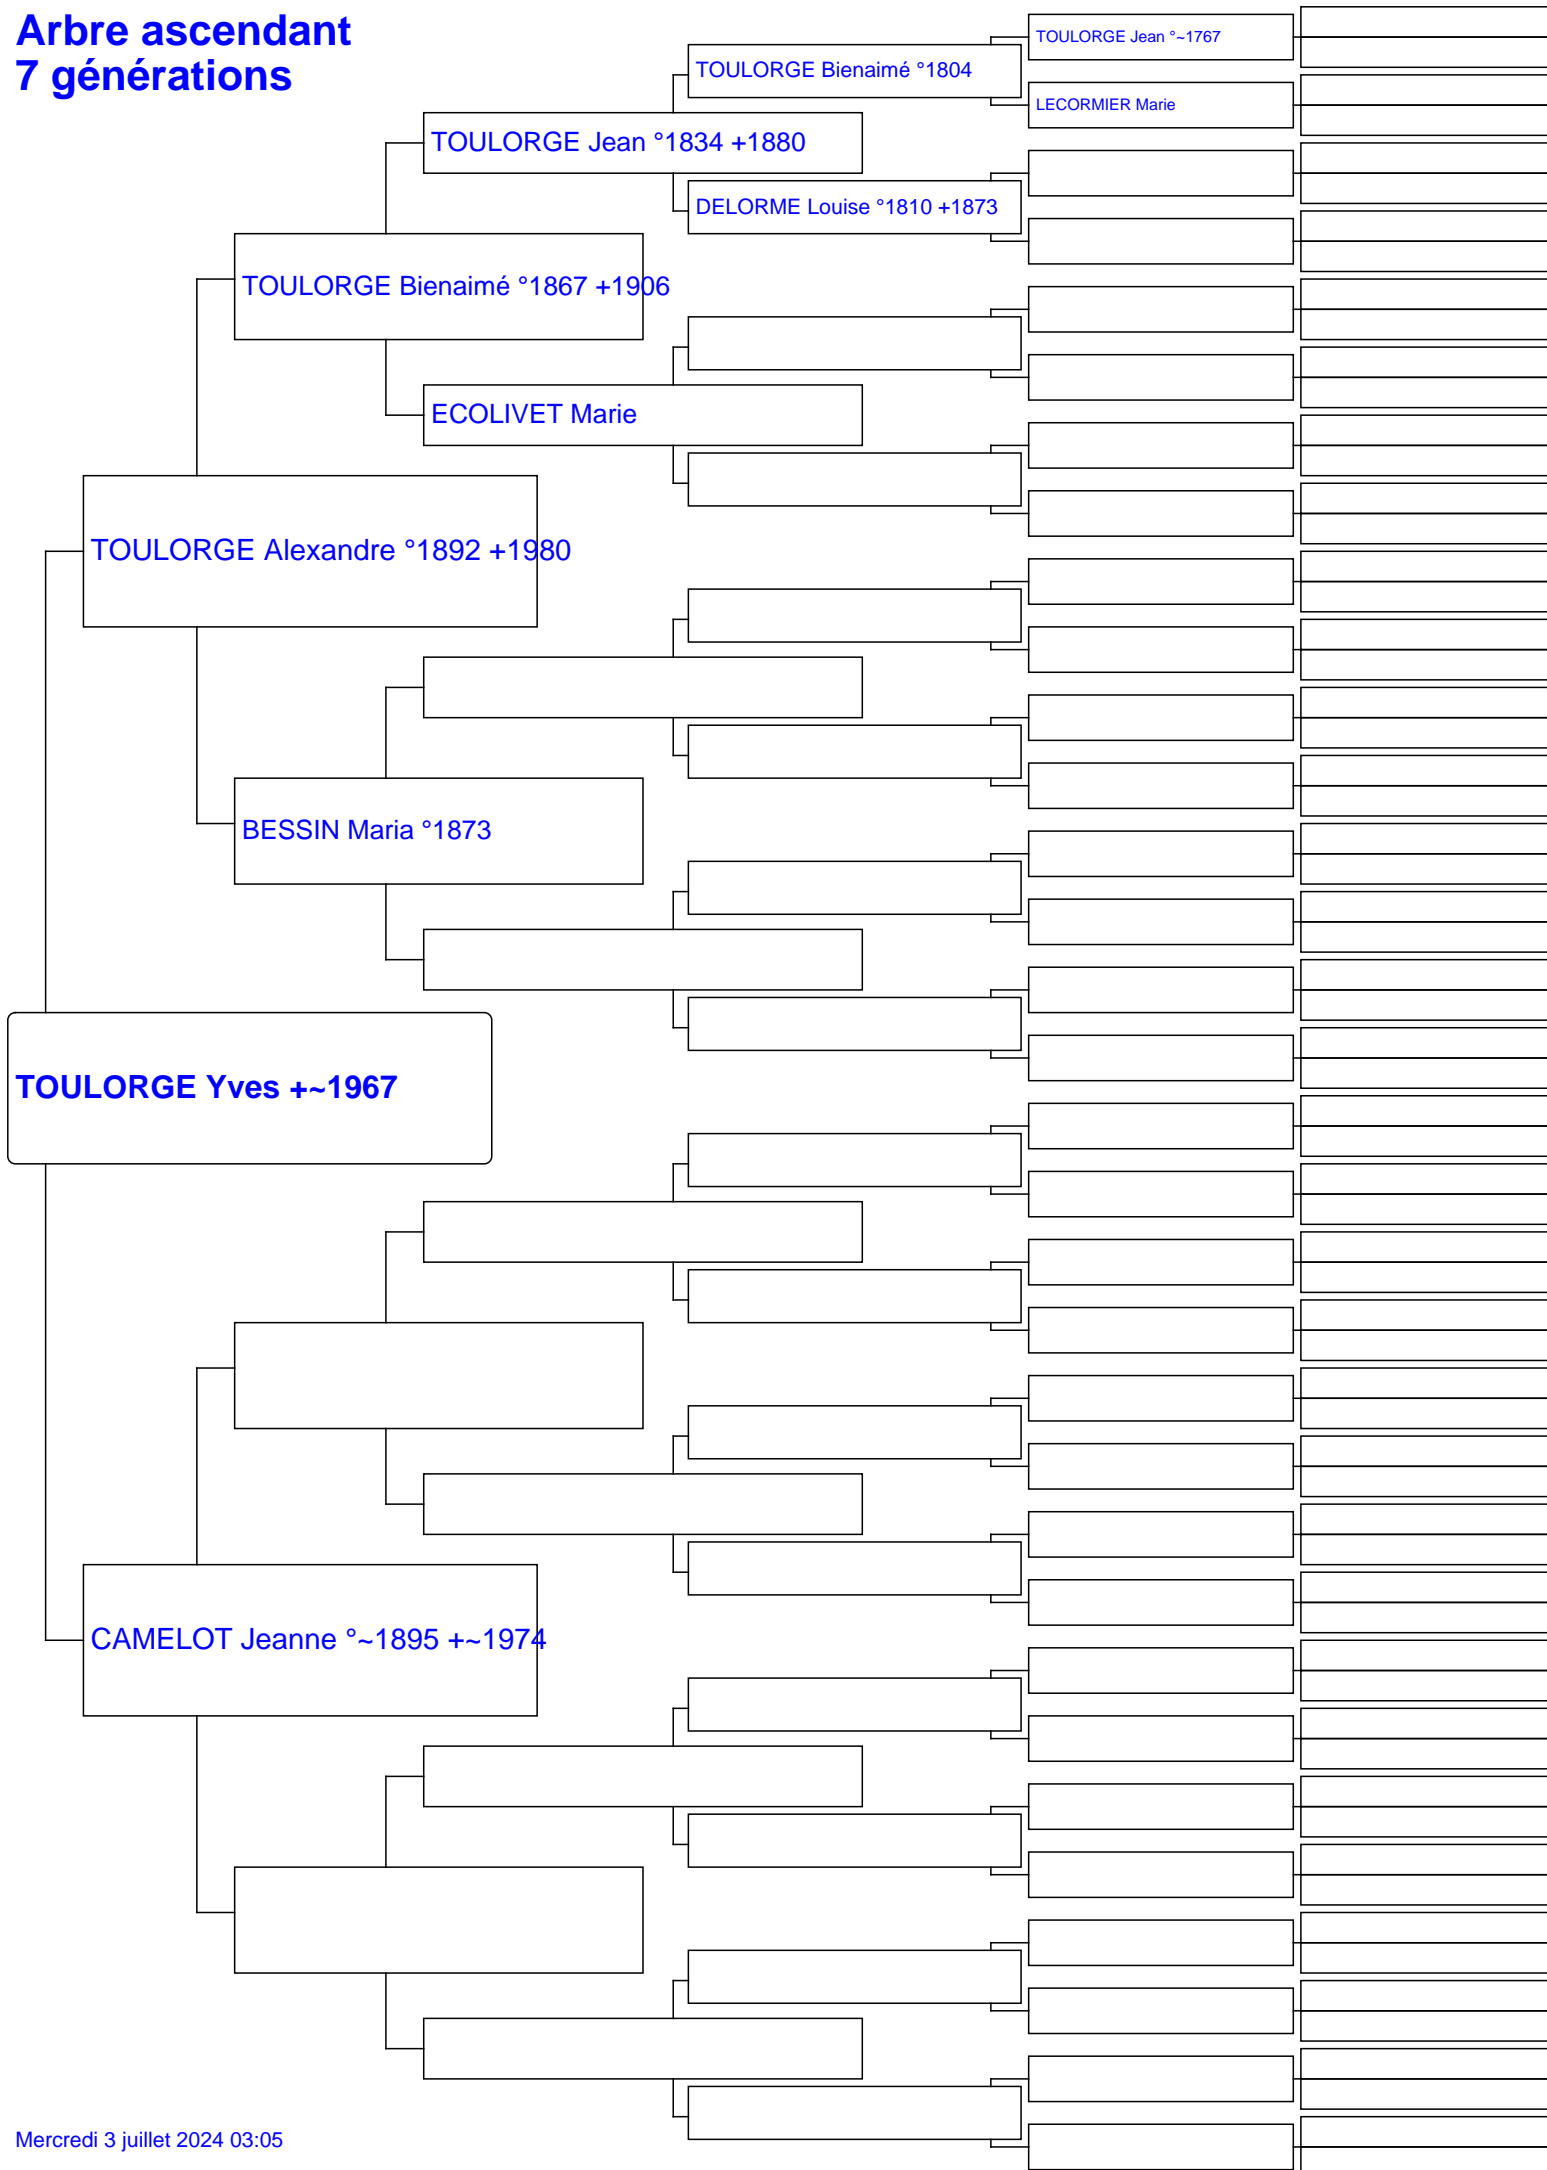 Arbre ascendant
7 générations
TOULORGE Jean °~1767
TOULORGE Bienaimé °1804
LECORMIER Marie
TOULORGE Jean °1834 +1880
DELORME Louise °1810 +1873
TOULORGE Bienaimé °1867 +1906
ECOLIVET Marie
TOULORGE Alexandre °1892 +1980
BESSIN Maria °1873
TOULORGE Yves +~1967
CAMELOT Jeanne °~1895 +~1974
Mercredi 3 juillet 2024 03:05